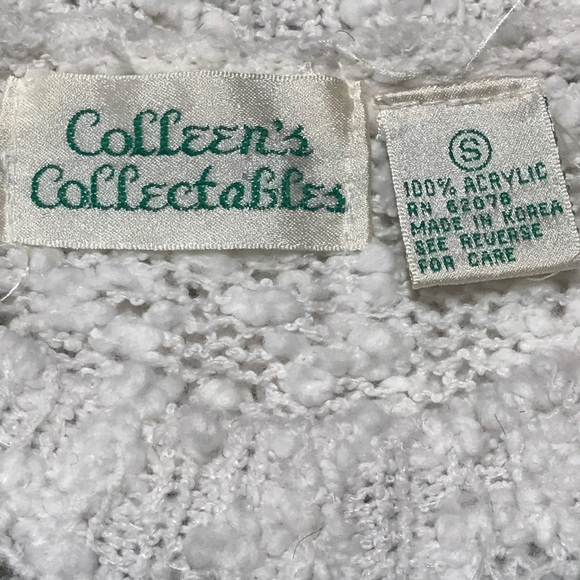 Colleen's
Collectables
S
100% ACRYLIC
RN 62078
MADE IN KOREA
SEE REVERSE
FOR CARE